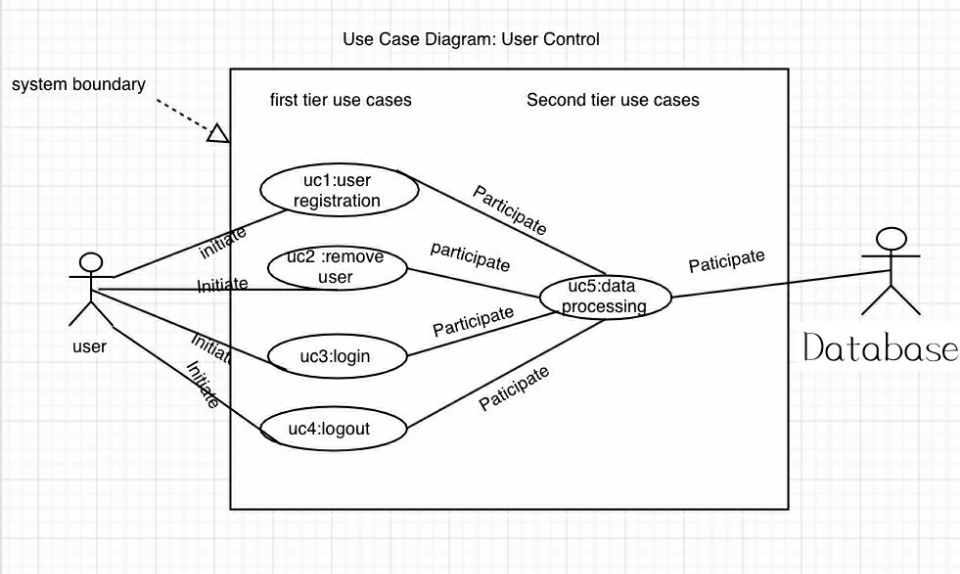 Use Case Diagram: User Control
system boundary
first tier use cases
Second tier use cases
uc1:user
registration
Participate
initiate
uc2 :remove
user
participate
Initiate
uc5:data
processing
Paticipate
user
Database
Initiate
uc3:login
Participate
Initiate
uc4:logout
Paticipate